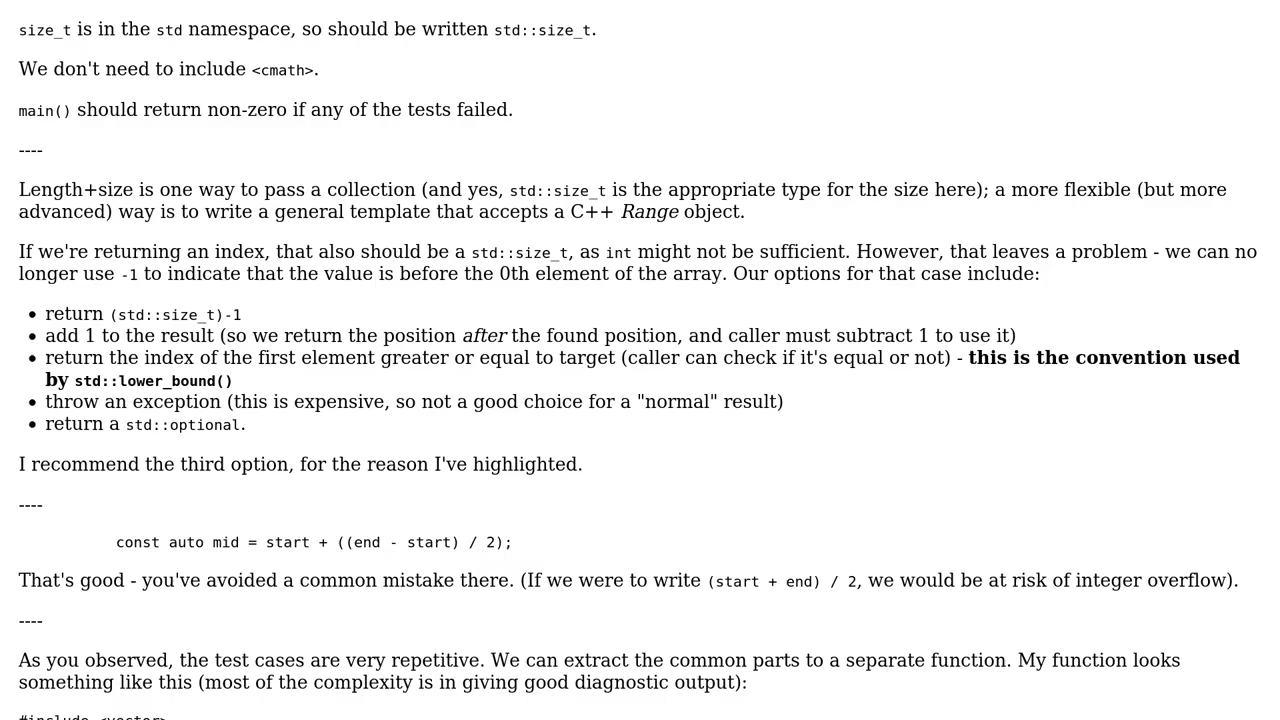 size_t is in the std namespace, so should be written std::size_t.
We don't need to include <cmath>.
main() should return non-zero if any of the tests failed.
----
Length+size is one way to pass a collection (and yes, std::size_t is the appropriate type for the size here); a more flexible (but more
advanced) way is to write a general template that accepts a C++ Range object.
If we're returning an index, that also should be a std::size_t, as int might not be sufficient. However, that leaves a problem - we can no
longer use -1 to indicate that the value is before the 0th element of the array. Our options for that case include:
• return (std::size_t)-1
• add 1 to the result (so we return the position after the found position, and caller must subtract 1 to use it)
• return the index of the first element greater or equal to target (caller can check if it's equal or not) - this is the convention used
by std::lower_bound()
• throw an exception (this is expensive, so not a good choice for a "normal" result)
• return a std::optional.
I recommend the third option, for the reason I've highlighted.
----
const auto mid = start + ((end - start) / 2);
That's good - you've avoided a common mistake there. (If we were to write (start + end) / 2, we would be at risk of integer overflow).
----
As you observed, the test cases are very repetitive. We can extract the common parts to a separate function. My function looks
something like this (most of the complexity is in giving good diagnostic output):
#include <vector>